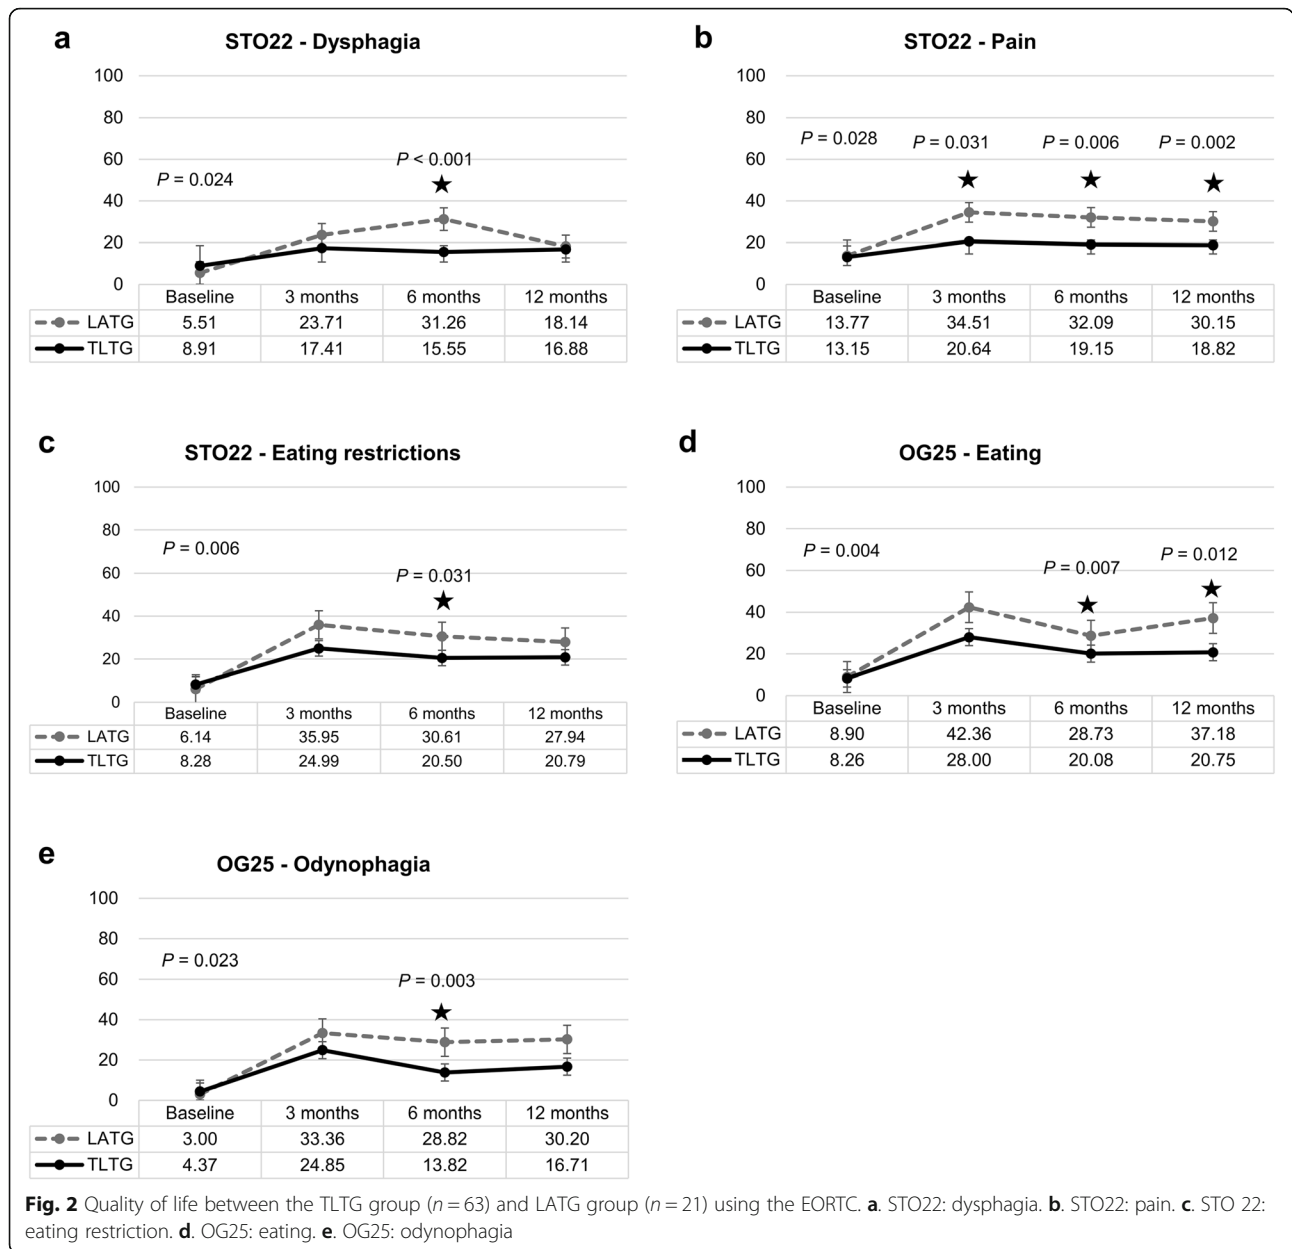 a
STO22 - Dysphagia
100
80
60
40
20
0
P = 0.024
P < 0.001
★
Baseline 3 months 6 months 12 months
LATG 5.51 23.71 31.26 18.14
TLTG 8.91 17.41 15.55 16.88
b
STO22 - Pain
100
80
60
40
20
0
P = 0.028
P = 0.031
P = 0.006
P = 0.002
★ ★ ★
Baseline 3 months 6 months 12 months
LATG 13.77 34.51 32.09 30.15
TLTG 13.15 20.64 19.15 18.82
c
STO22 - Eating restrictions
100
80
60
40
20
0
P = 0.006
P = 0.031
★
Baseline 3 months 6 months 12 months
LATG 6.14 35.95 30.61 27.94
TLTG 8.28 24.99 20.50 20.79
d
OG25 - Eating
100
80
60
40
20
0
P = 0.004
P = 0.007
P = 0.012
★ ★
Baseline 3 months 6 months 12 months
LATG 8.90 42.36 28.73 37.18
TLTG 8.26 28.00 20.08 20.75
e
OG25 - Odynophagia
100
80
60
40
20
0
P = 0.023
P = 0.003
★
Baseline 3 months 6 months 12 months
LATG 3.00 33.36 28.82 30.20
TLTG 4.37 24.85 13.82 16.71
Fig. 2 Quality of life between the TLTG group (n = 63) and LATG group (n = 21) using the EORTC. a. STO22: dysphagia. b. STO22: pain. c. STO 22:
eating restriction. d. OG25: eating. e. OG25: odynophagia